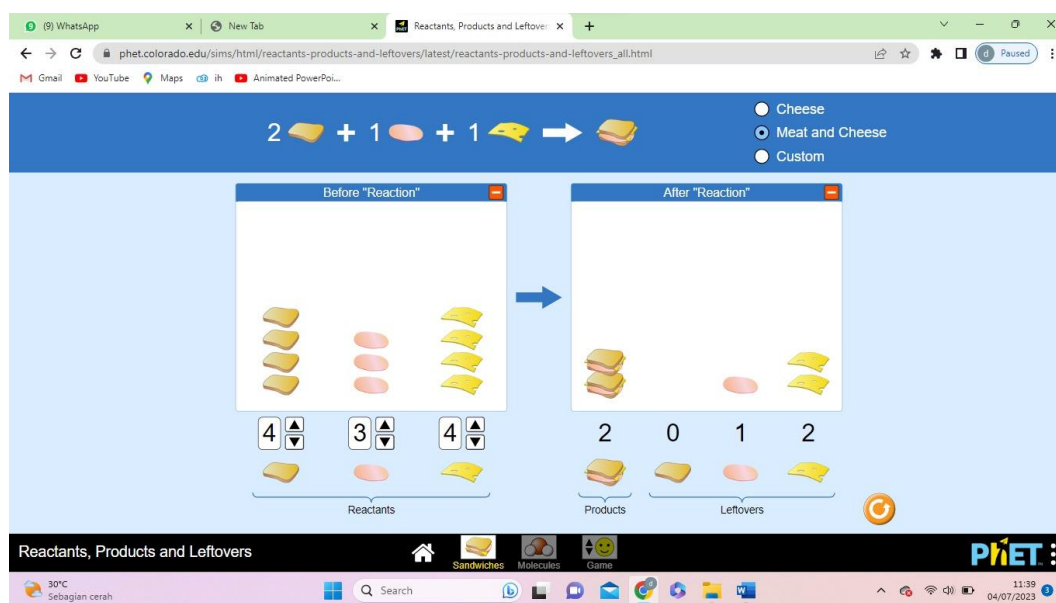 (9) WhatsApp
New Tab
Reactants, Products and Leftover
phet.colorado.edu/sims/html/reactants-products-and-leftovers/latest/reactants-products-and-leftovers_all.html
d Paused
Gmail YouTube Maps ih Animated PowerPoi...
2 + 1 + 1
Cheese
Meat and Cheese
Custom
Before "Reaction"
After "Reaction"
4 3 4
2 0 1 2
Reactants
Products
Leftovers
Reactants, Products and Leftovers
Sandwiches
Molecules
Game
PhET
30°C
Sebagian cerah
Search
11:39
04/07/2023
3